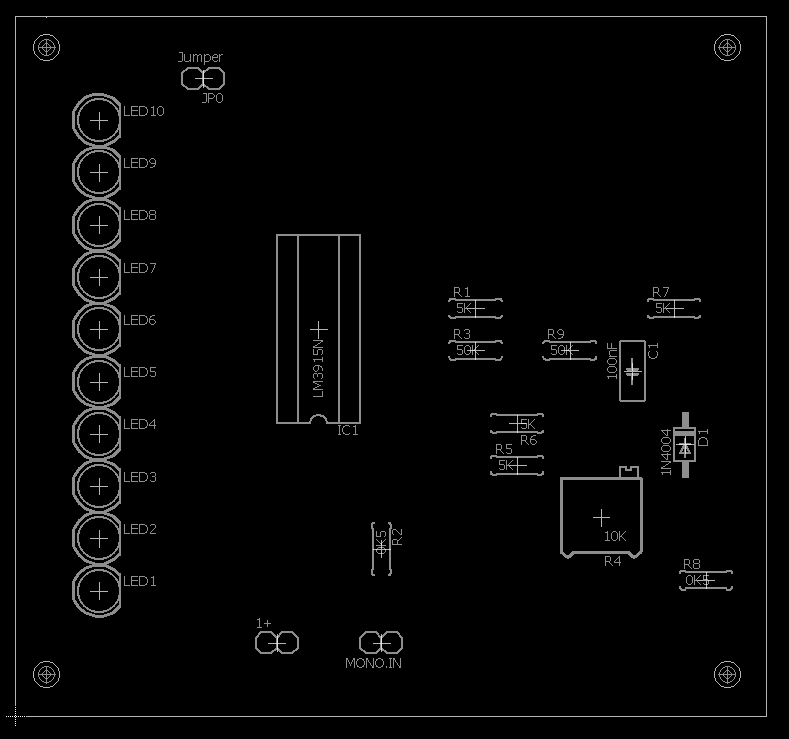 Jumper
JP0
LED10
LED9
LED8
LED7
LED6
LED5
LED4
LED3
LED2
LED1
LM3915N
IC1
R1
5K
R3
50K
R9
50K
R7
5K
100nF
C1
5K
R6
R5
5K
1N4004
D1
10K
R4
0K5
R2
R8
0K5
1+
MONO.IN